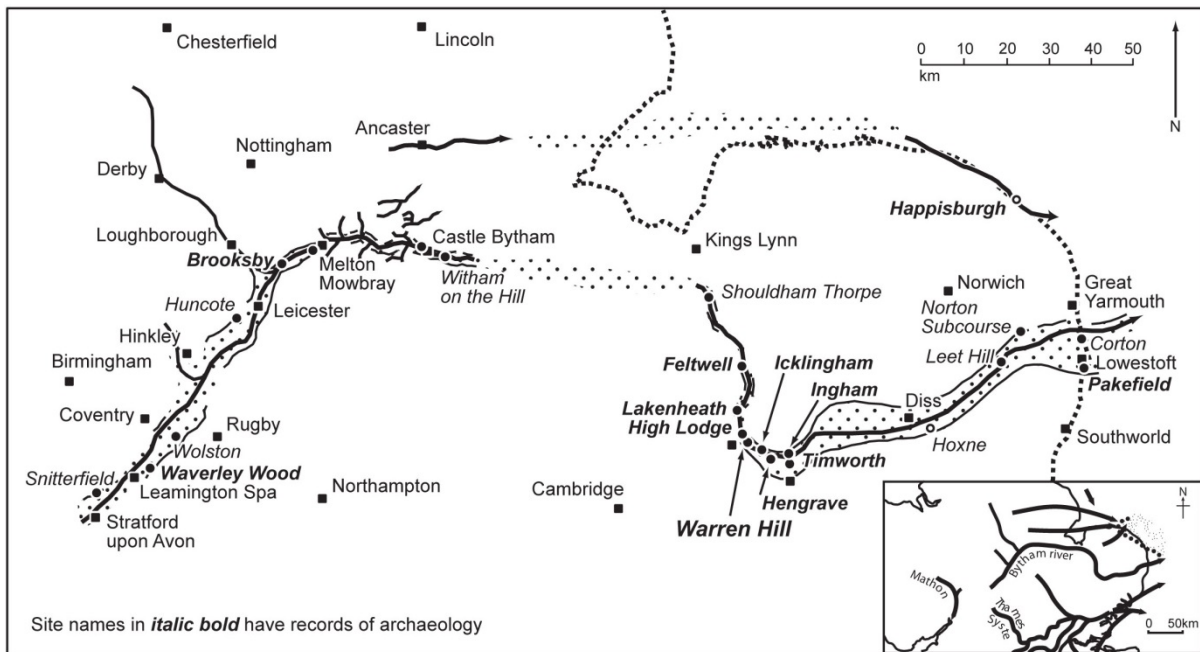 Chesterfield
Lincoln
0 10 20 30 40 50
km
N
Ancaster
Nottingham
Derby
Happisburgh
Loughborough
Castle Bytham
Kings Lynn
Brooksby
Melton
Mowbray
Witham
on the Hill
Shouldham Thorpe
Norwich
Great
Yarmouth
Huncote
Leicester
Norton
Subcourse
Hinkley
Corton
Birmingham
Leet Hill
Lowestoft
Feltwell
Icklingham
Pakefield
Ingham
Lakenheath
High Lodge
Diss
Coventry
Rugby
Wolston
Hoxne
Southworld
Snitterfield
Waverley Wood
Timworth
Leamington Spa
Northampton
Cambridge
Hengrave
Stratford
upon Avon
Warren Hill
N
Bytham river
Mathon
Thames
Syste
0 50km
Site names in italic bold have records of archaeology